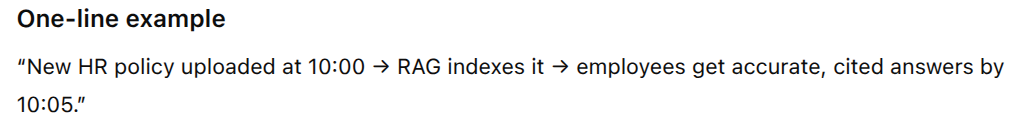 One-line example
“New HR policy uploaded at 10:00 → RAG indexes it → employees get accurate, cited answers by
10:05.”